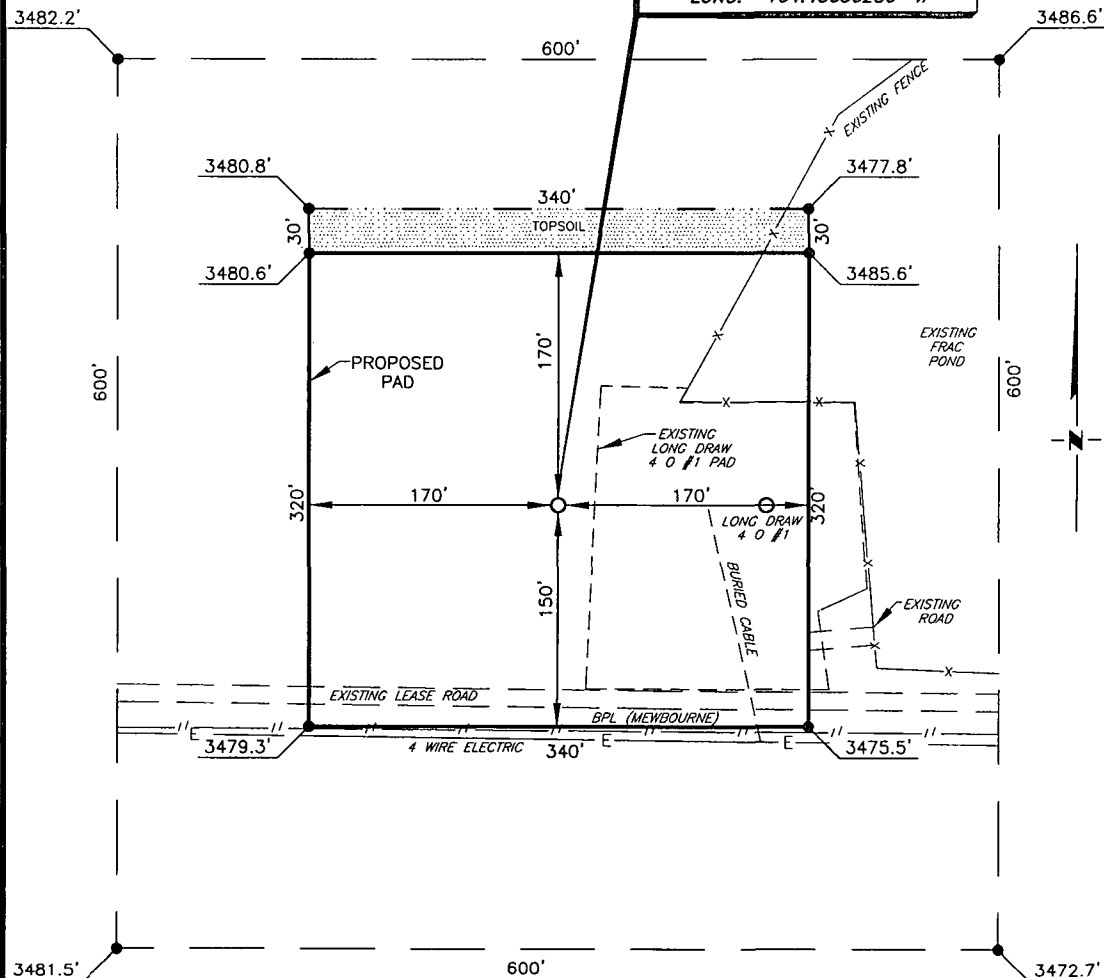 3482.2'
3486.6'
600'
EXISTING FENCE
3480.8'
340'
3477.8'
30'
TOPSOIL
30'
3480.6'
3485.6'
EXISTING
FRAC
POND
PROPOSED
PAD
170'
600'
600'
EXISTING
LONG DRAW
4 O #1 PAD
N
320'
170'
170'
320'
LONG DRAW
4 O #1
BURIED CABLE
150'
EXISTING
ROAD
EXISTING LEASE ROAD
BPL (MEWBOURNE)
E
3479.3'
4 WIRE ELECTRIC
340'
E
E
3475.5'
3481.5'
600'
3472.7'